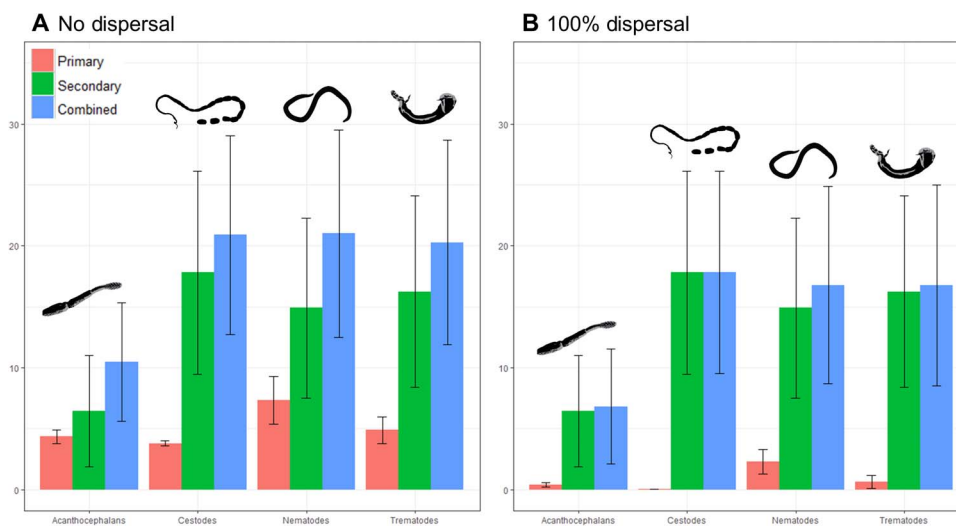 A No dispersal
Primary
Secondary
Combined
30
20
10
0
Acanthocephalans Cestodes Nematodes Trematodes
B 100% dispersal
30
20
10
0
Acanthocephalans Cestodes Nematodes Trematodes